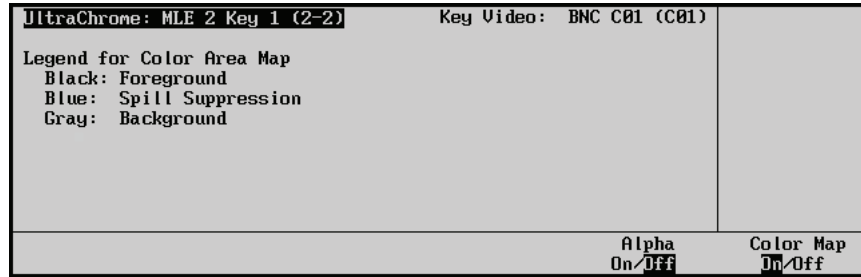 UltraChrome: MLE 2 Key 1 (2-2) Key Video: BNC C01 (C01)
Legend for Color Area Map
Black: Foreground
Blue: Spill Suppression
Gray: Background
Alpha Color Map
On/Off On/Off